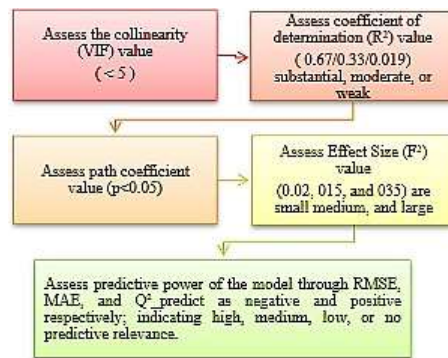 Assess the collinearity
(VIF) value
( < 5 )
Assess coefficient of
determination (R²) value
( 0.67/0.33/0.019)
substantial, moderate, or
weak
Assess path coefficient
value (p<0.05)
Assess Effect Size (F²)
value
(0.02, 015, and 035) are
small medium, and large
Assess predictive power of the model through RMSE,
MAE, and Q²_predict as negative and positive
respectively; indicating high, medium, low, or no
predictive relevance.